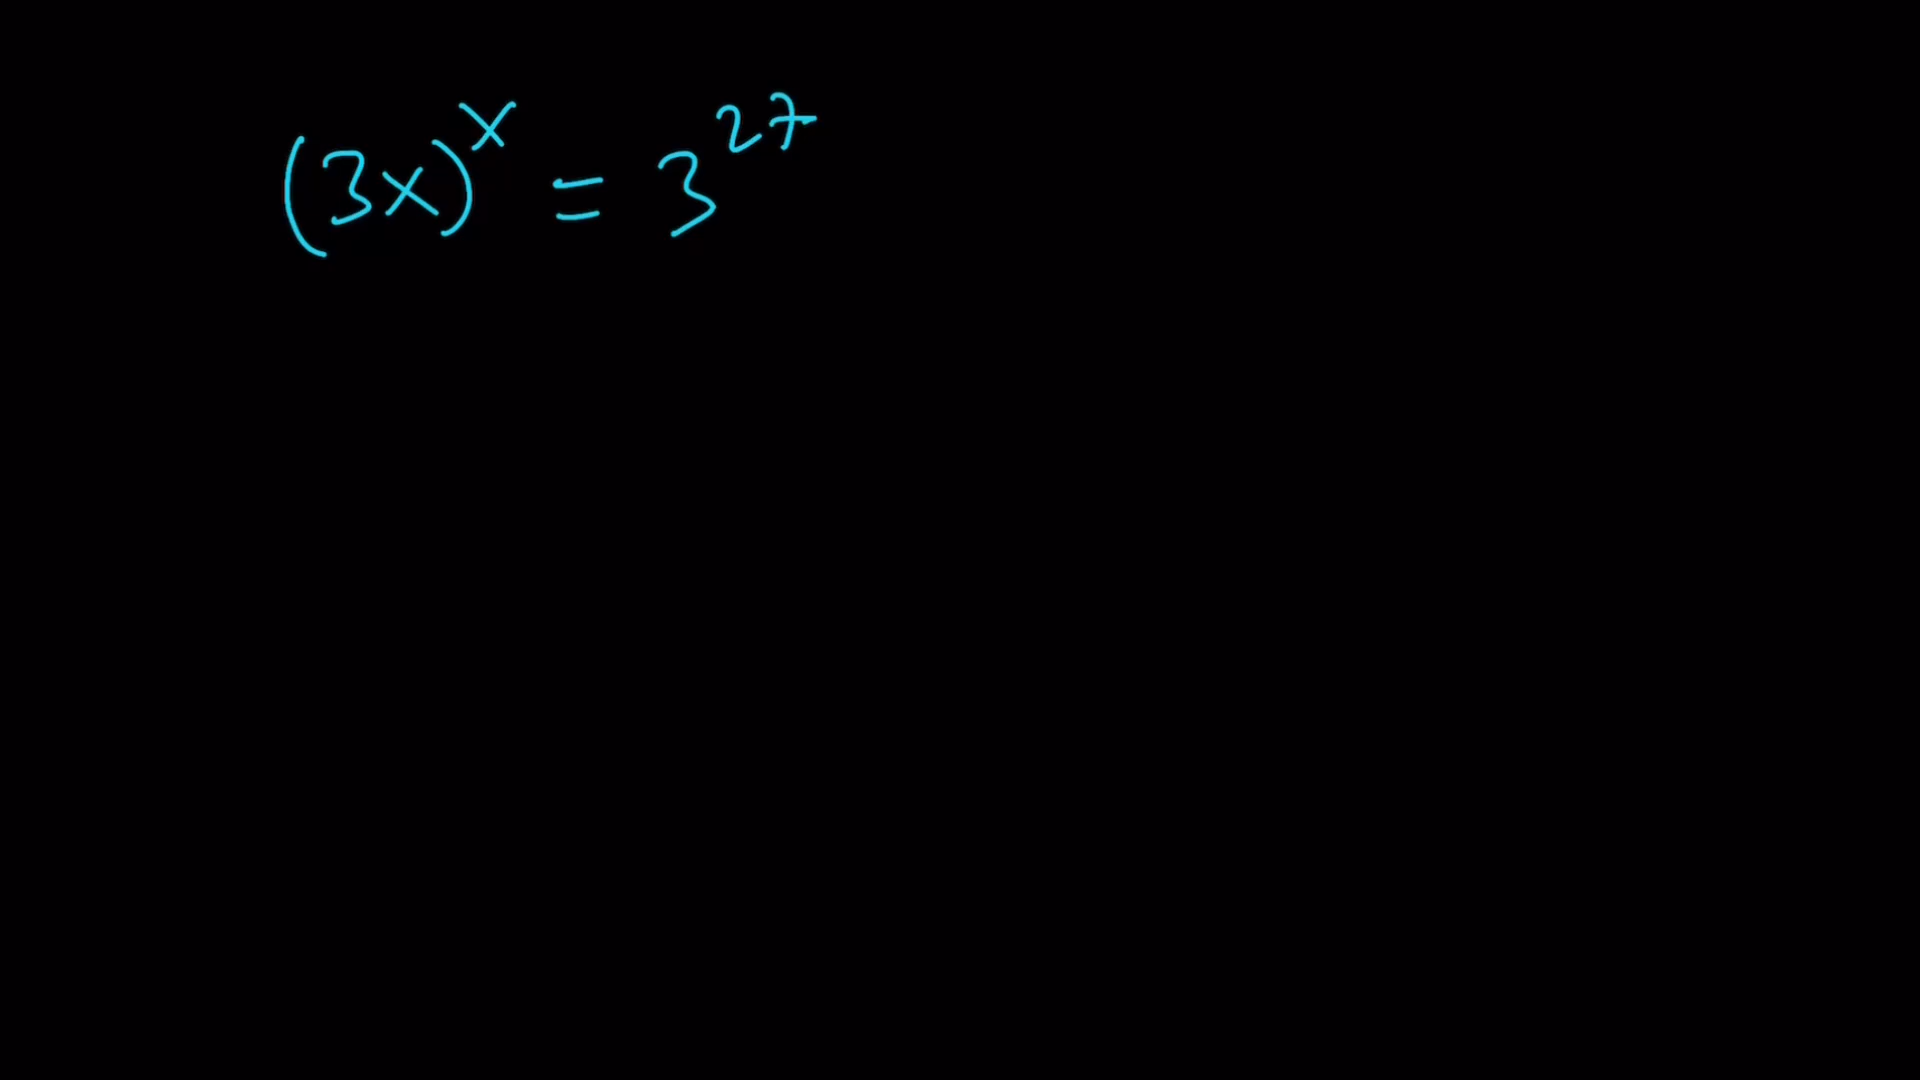 (3x)^x = 3^27